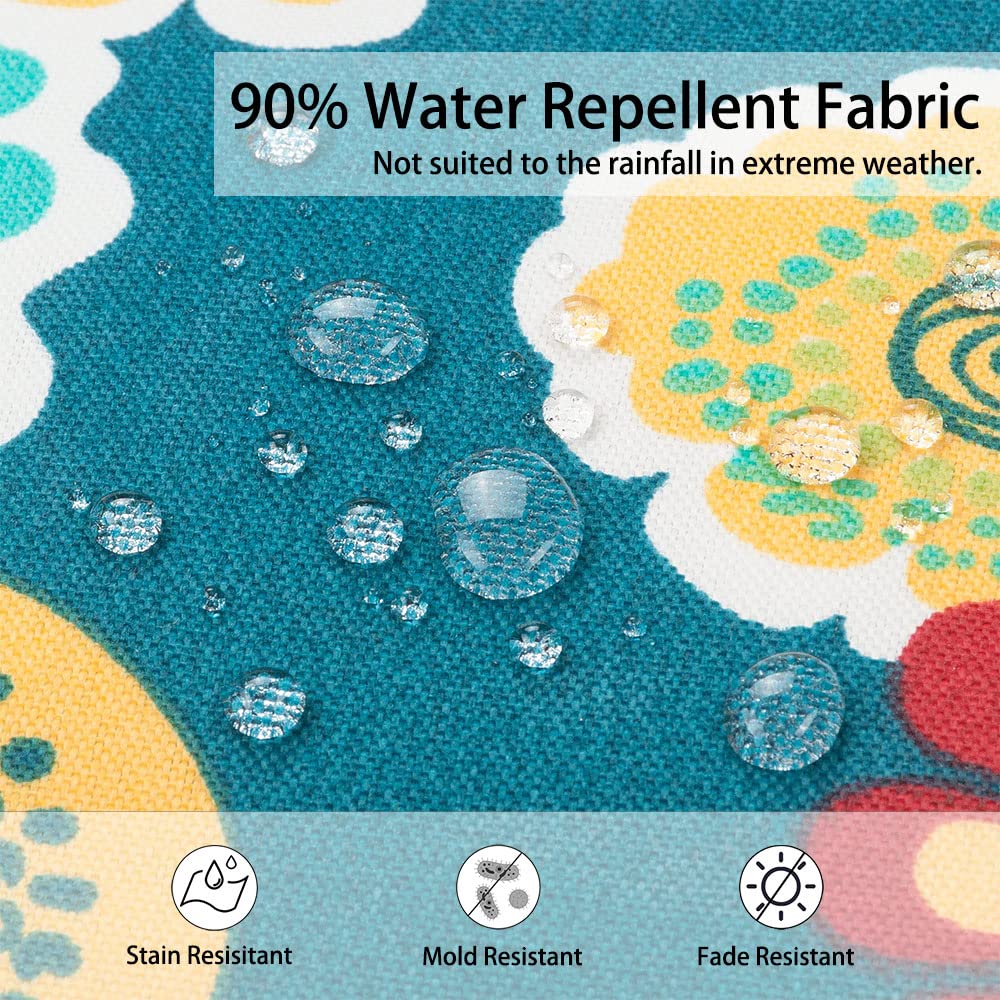 90% Water Repellent Fabric
Not suited to the rainfall in extreme weather.
Stain Resisitant
Mold Resistant
Fade Resistant